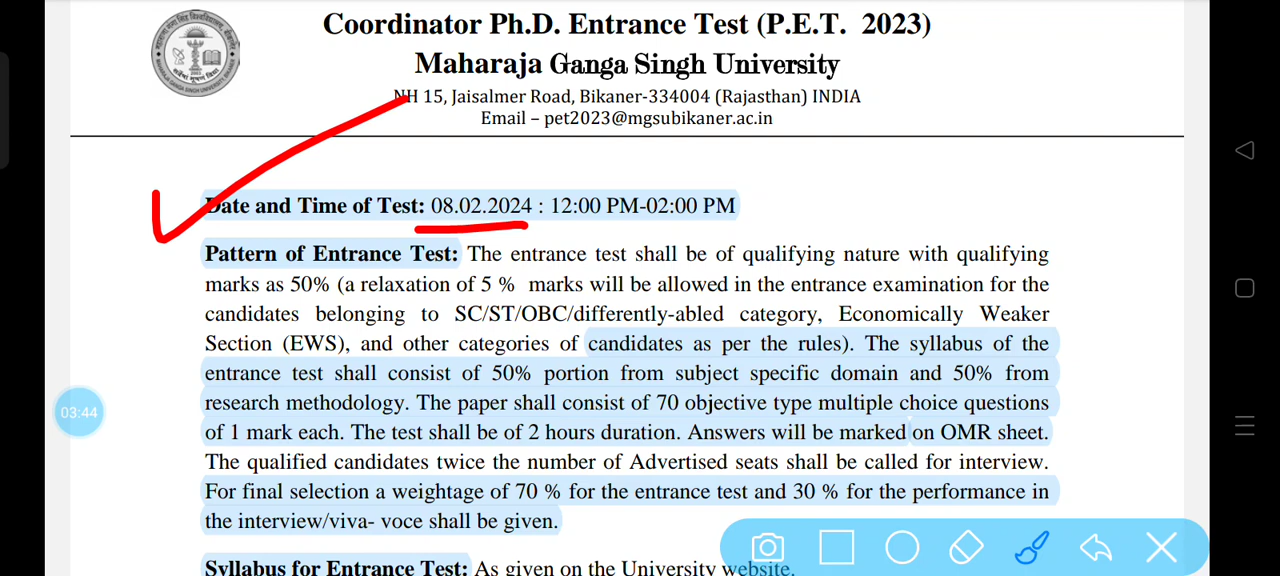 Coordinator Ph.D. Entrance Test (P.E.T. 2023)
Maharaja Ganga Singh University
NH 15, Jaisalmer Road, Bikaner-334004 (Rajasthan) INDIA
Email – pet2023@mgsubikaner.ac.in
Date and Time of Test: 08.02.2024 : 12:00 PM-02:00 PM
Pattern of Entrance Test: The entrance test shall be of qualifying nature with qualifying
marks as 50% (a relaxation of 5 % marks will be allowed in the entrance examination for the
candidates belonging to SC/ST/OBC/differently-abled category, Economically Weaker
Section (EWS), and other categories of candidates as per the rules). The syllabus of the
entrance test shall consist of 50% portion from subject specific domain and 50% from
research methodology. The paper shall consist of 70 objective type multiple choice questions
of 1 mark each. The test shall be of 2 hours duration. Answers will be marked on OMR sheet.
The qualified candidates twice the number of Advertised seats shall be called for interview.
For final selection a weightage of 70 % for the entrance test and 30 % for the performance in
the interview/viva- voce shall be given.
Syllabus for Entrance Test: As given on the University website.
03:44